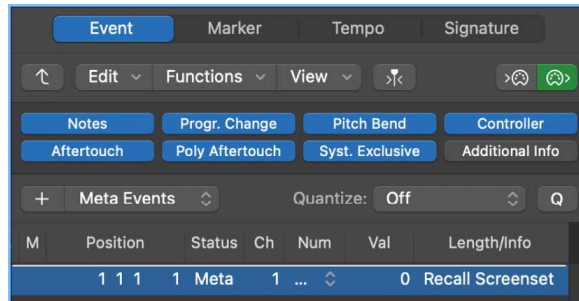 Event Marker Tempo Signature
Edit Functions View
Notes Progr. Change Pitch Bend Controller
Aftertouch Poly Aftertouch Syst. Exclusive Additional Info
+ Meta Events Quantize: Off Q
M Position Status Ch Num Val Length/Info
1 1 1 1 Meta 1 ... 0 Recall Screenset